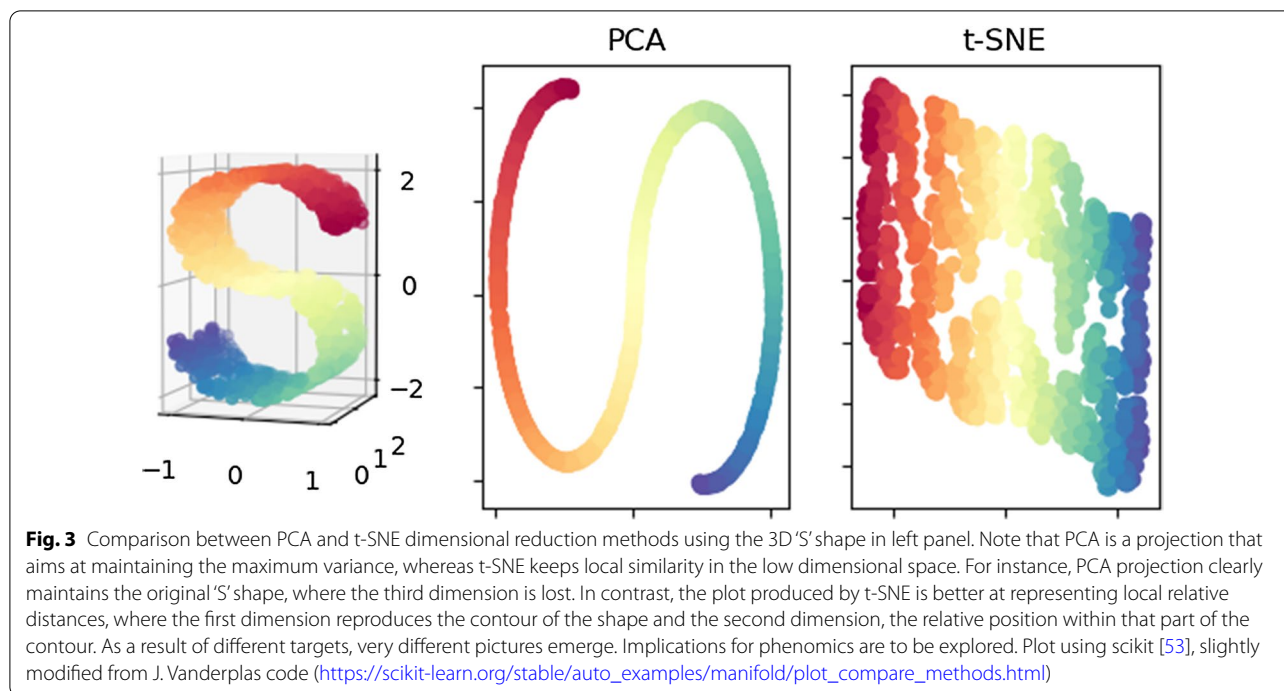 PCA
t-SNE
2
0
−2
−1
0
1
0
1
2
Fig. 3 Comparison between PCA and t-SNE dimensional reduction methods using the 3D ‘S’ shape in left panel. Note that PCA is a projection that
aims at maintaining the maximum variance, whereas t-SNE keeps local similarity in the low dimensional space. For instance, PCA projection clearly
maintains the original ‘S’ shape, where the third dimension is lost. In contrast, the plot produced by t-SNE is better at representing local relative
distances, where the first dimension reproduces the contour of the shape and the second dimension, the relative position within that part of the
contour. As a result of different targets, very different pictures emerge. Implications for phenomics are to be explored. Plot using scikit [53], slightly
modified from J. Vanderplas code (https://scikit-learn.org/stable/auto_examples/manifold/plot_compare_methods.html)